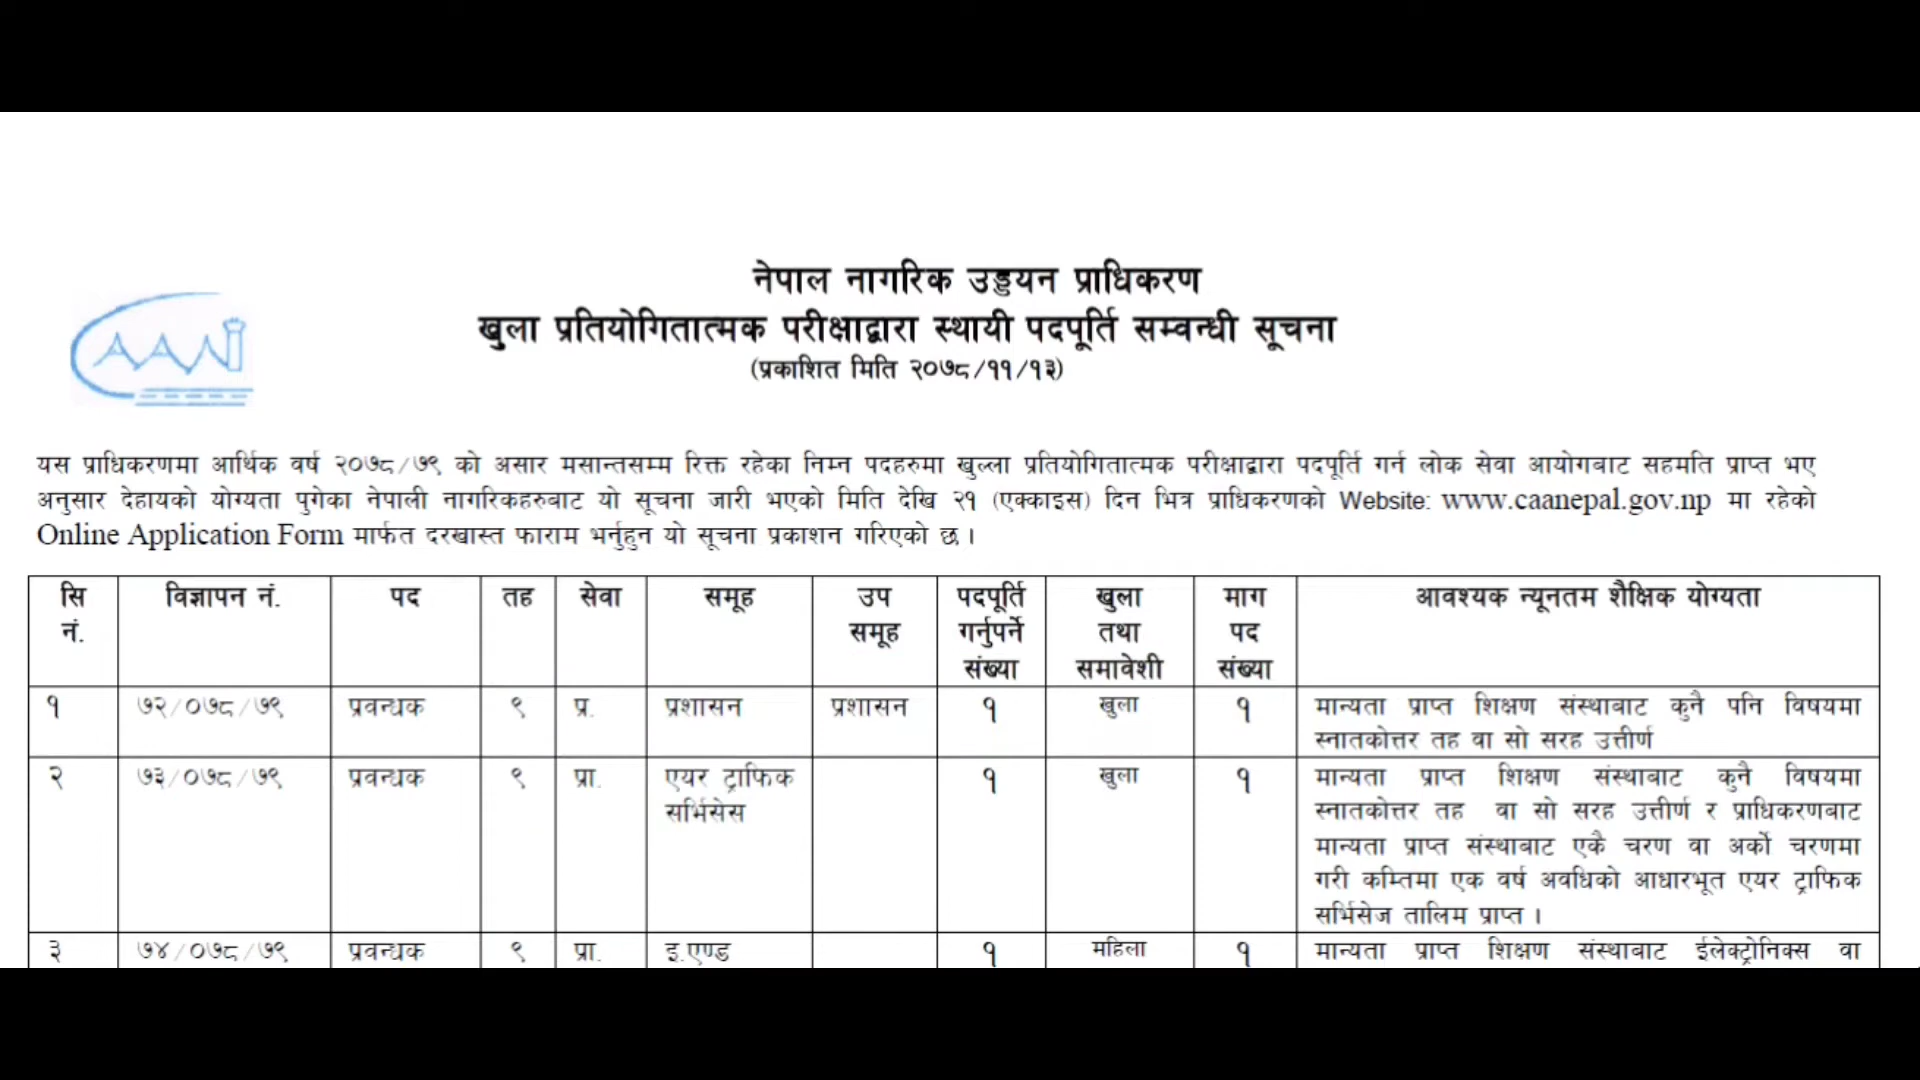 CAAN
नेपाल नागरिक उड्डयन प्राधिकरण
खुला प्रतियोगितात्मक परीक्षाद्वारा स्थायी पदपूर्ति सम्वन्धी सूचना
(प्रकाशित मिति २०७८/११/१३)
यस प्राधिकरणमा आर्थिक वर्ष २०७८/७९ को असार मसान्तसम्म रिक्त रहेका निम्न पदहरुमा खुल्ला प्रतियोगितात्मक परीक्षाद्वारा पदपूर्ति गर्न लोक सेवा आयोगबाट सहमति प्राप्त भए
अनुसार देहायको योग्यता पुगेका नेपाली नागरिकहरुबाट यो सूचना जारी भएको मिति देखि २१ (एक्काइस) दिन भित्र प्राधिकरणको Website: www.caanepal.gov.np मा रहेको
Online Application Form मार्फत दरखास्त फाराम भर्नुहुन यो सूचना प्रकाशन गरिएको छ ।
सि विज्ञापन नं. पद तह सेवा समूह उप पदपूर्ति खुला माग आवश्यक न्यूनतम शैक्षिक योग्यता
नं. समूह गर्नुपर्ने तथा पद
संख्या समावेशी संख्या
१ ७२/०७८/७९ प्रवन्धक ९ प्र. प्रशासन प्रशासन १ खुला १ मान्यता प्राप्त शिक्षण संस्थाबाट कुनै पनि विषयमा
स्नातकोत्तर तह वा सो सरह उत्तीर्ण
२ ७३/०७८/७९ प्रवन्धक ९ प्रा. एयर ट्राफिक १ खुला १ मान्यता प्राप्त शिक्षण संस्थाबाट कुनै विषयमा
सर्भिसेस स्नातकोत्तर तह वा सो सरह उत्तीर्ण र प्राधिकरणबाट
मान्यता प्राप्त संस्थाबाट एकै चरण वा अर्को चरणमा
गरी कम्तिमा एक वर्ष अवधिको आधारभूत एयर ट्राफिक
सर्भिसेज तालिम प्राप्त ।
३ ७४/०७८/७९ प्रवन्धक ९ प्रा. इ.एण्ड १ महिला १ मान्यता प्राप्त शिक्षण संस्थाबाट ईलेक्ट्रोनिक्स वा